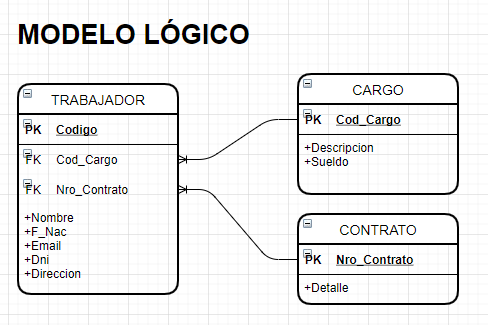 MODELO LÓGICO
TRABAJADOR
PK Codigo
FK Cod_Cargo
FK Nro_Contrato
+Nombre
+F_Nac
+Email
+Dni
+Direccion
CARGO
PK Cod_Cargo
+Descripcion
+Sueldo
CONTRATO
PK Nro_Contrato
+Detalle